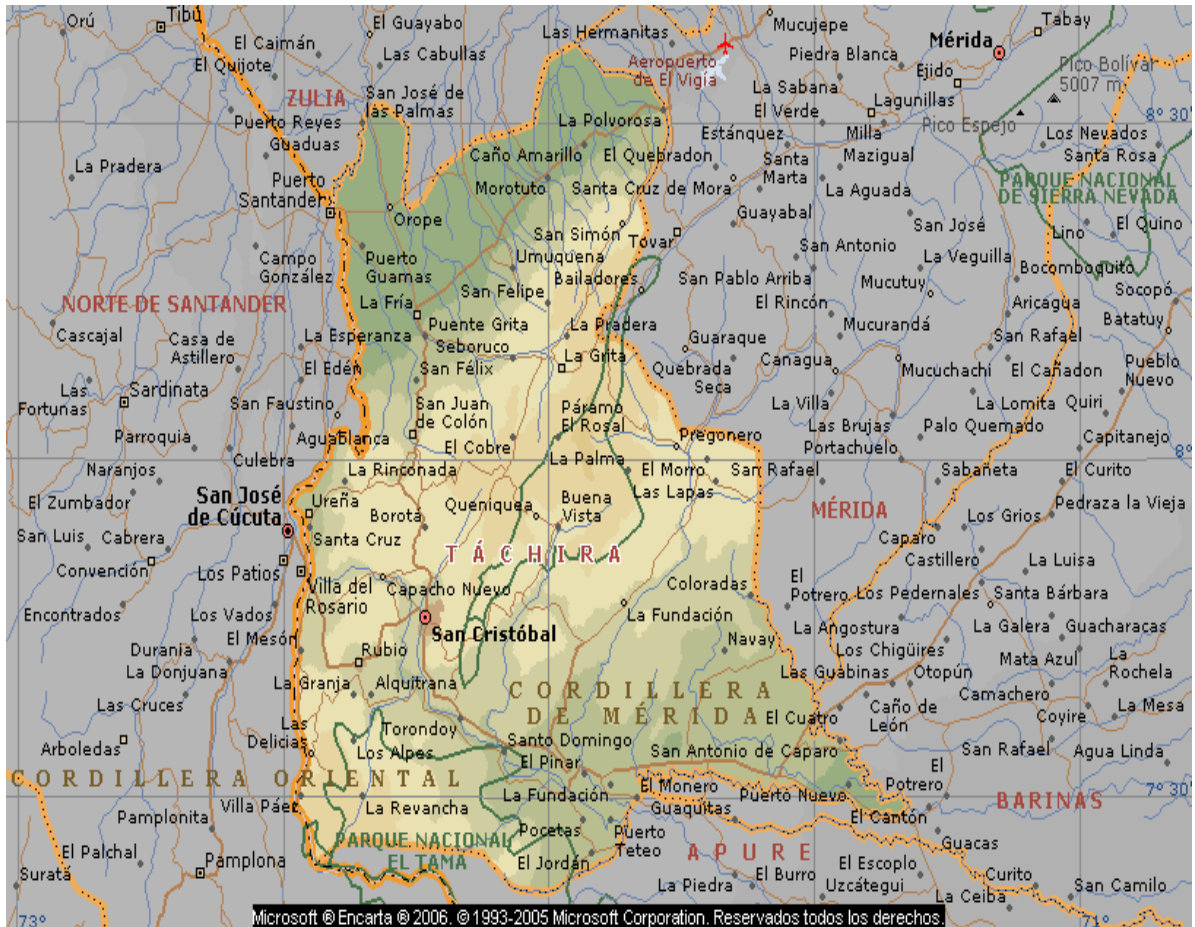 Orú
Tibú
El Guayabo
Las Hermanitas
Mucujepe
Tabay
El Caimán
Las Cabullas
Piedra Blanca
Mérida
El Quijote
Aeropuerto
de El Vigía
Ejido
Pico Bolívar
5007 m
ZULIA
San José de
las Palmas
La Sabana
Lagunillas
Puerto Reyes
La Polvorosa
El Verde
Pico Espejo
8° 30'
Guaduas
Estánquez
Milla
Los Nevados
La Pradera
Caño Amarillo
El Quebradon
Santa
Marta
Mazigual
Santa Rosa
Puerto
Santander
Morotuto
Santa Cruz de Mora
La Aguada
PARQUE NACIONAL
DE SIERRA NEVADA
Orope
Guayabal
San José
El Quino
San Simón
Tovar
Lino
Campo
González
Puerto
Guamas
Umuquena
San Antonio
La Veguilla
Bailadores
San Pablo Arriba
Mucutuy
Bocomboquito
NORTE DE SANTANDER
La Fría
San Felipe
El Rincón
Aricagua
Socopó
Cascajal
Casa de
Astillero
La Esperanza
Puente Grita
La Pradera
Mucurandá
Batatuy
Seboruco
Guaraque
San Rafael
La Grita
Canagua
Pueblo
Nuevo
El Edén
San Félix
Quebrada
Seca
Mucuchachi
El Cañadon
Las
Fortunas
Sardinata
San Faustino
San Juan
de Colón
Páramo
El Rosal
La Villa
La Lomita
Quiri
Parroquia
Aguablanca
El Cobre
Pregonero
Las Brujas
Portachuelo
Palo Quemado
Capitanejo
Naranjos
Culebra
La Rinconada
La Palma
El Morro
San Rafael
Sabañeta
El Curito
8°
El Zumbador
San José
de Cúcuta
Ureña
Queniquea
Buena
Vista
Las Lapas
MÉRIDA
Pedraza la Vieja
Borotá
Los Grios
San Luis
Cabrera
Santa Cruz
TÁCHIRA
Caparo
Castillero
La Luisa
Convención
Los Patios
Villa del
Rosario
Capacho Nuevo
Coloradas
El
Potrero
Los Pedernales
Santa Bárbara
Encontrados
Los Vados
San Cristóbal
La Fundación
La Angostura
La Galera
Guacharacas
El Mesón
Navay
Durania
Rubio
Los Chigüires
Mata Azul
La
Rochela
La Donjuana
La Granja
Alquitrana
Las Guabinas
Otopún
Las Cruces
CORDILLERA
DE MÉRIDA
Camachero
La Mesa
Las
Delicias
Torondoy
El Cuatro
Caño de
León
Coyire
Arboledas
Los Alpes
Santo Domingo
San Antonio de Caparo
San Rafael
Agua Linda
CORDILLERA ORIENTAL
El Pinar
El
Potrero
Villa Páez
La Revancha
La Fundación
El Monero
Puerto Nuevo
BARINAS
7° 30'
Pamplonita
Guaquitas
El Cantón
PARQUE NACIONAL
EL TAMA
Pocetas
Puerto
Teteo
Guacas
El Palchal
Pamplona
El Jordán
APURE
El Escoplo
Suratá
La Piedra
El Burro
Uzcátegui
Curito
San Camilo
La Ceiba
73°
71°
Microsoft ® Encarta ® 2006. © 1993-2005 Microsoft Corporation. Reservados todos los derechos.